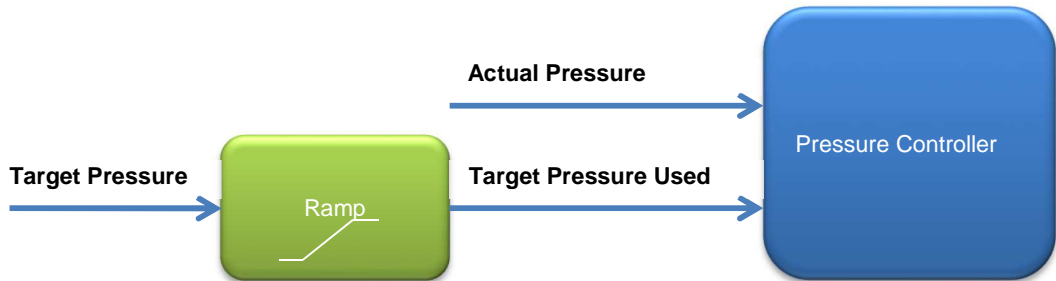 Actual Pressure
Pressure Controller
Target Pressure
Target Pressure Used
Ramp